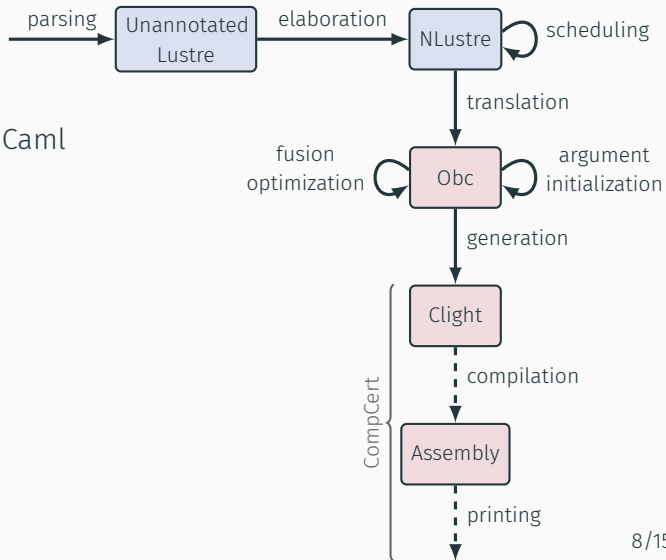 parsing
Unannotated
Lustre
elaboration
NLustre
scheduling
translation
Caml
fusion
optimization
Obc
argument
initialization
generation
Clight
CompCert
compilation
Assembly
printing
8/15